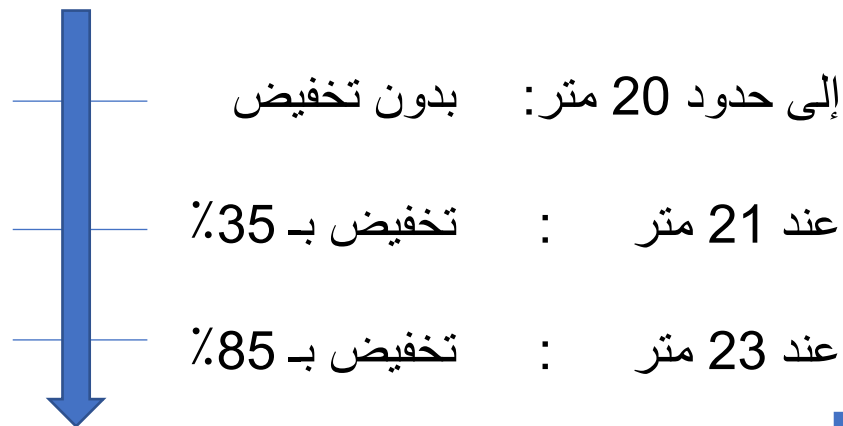 إلى حدود 20 متر: بدون تخفيض
عند 21 متر : تخفيض بـ 35٪
عند 23 متر : تخفيض بـ 85٪